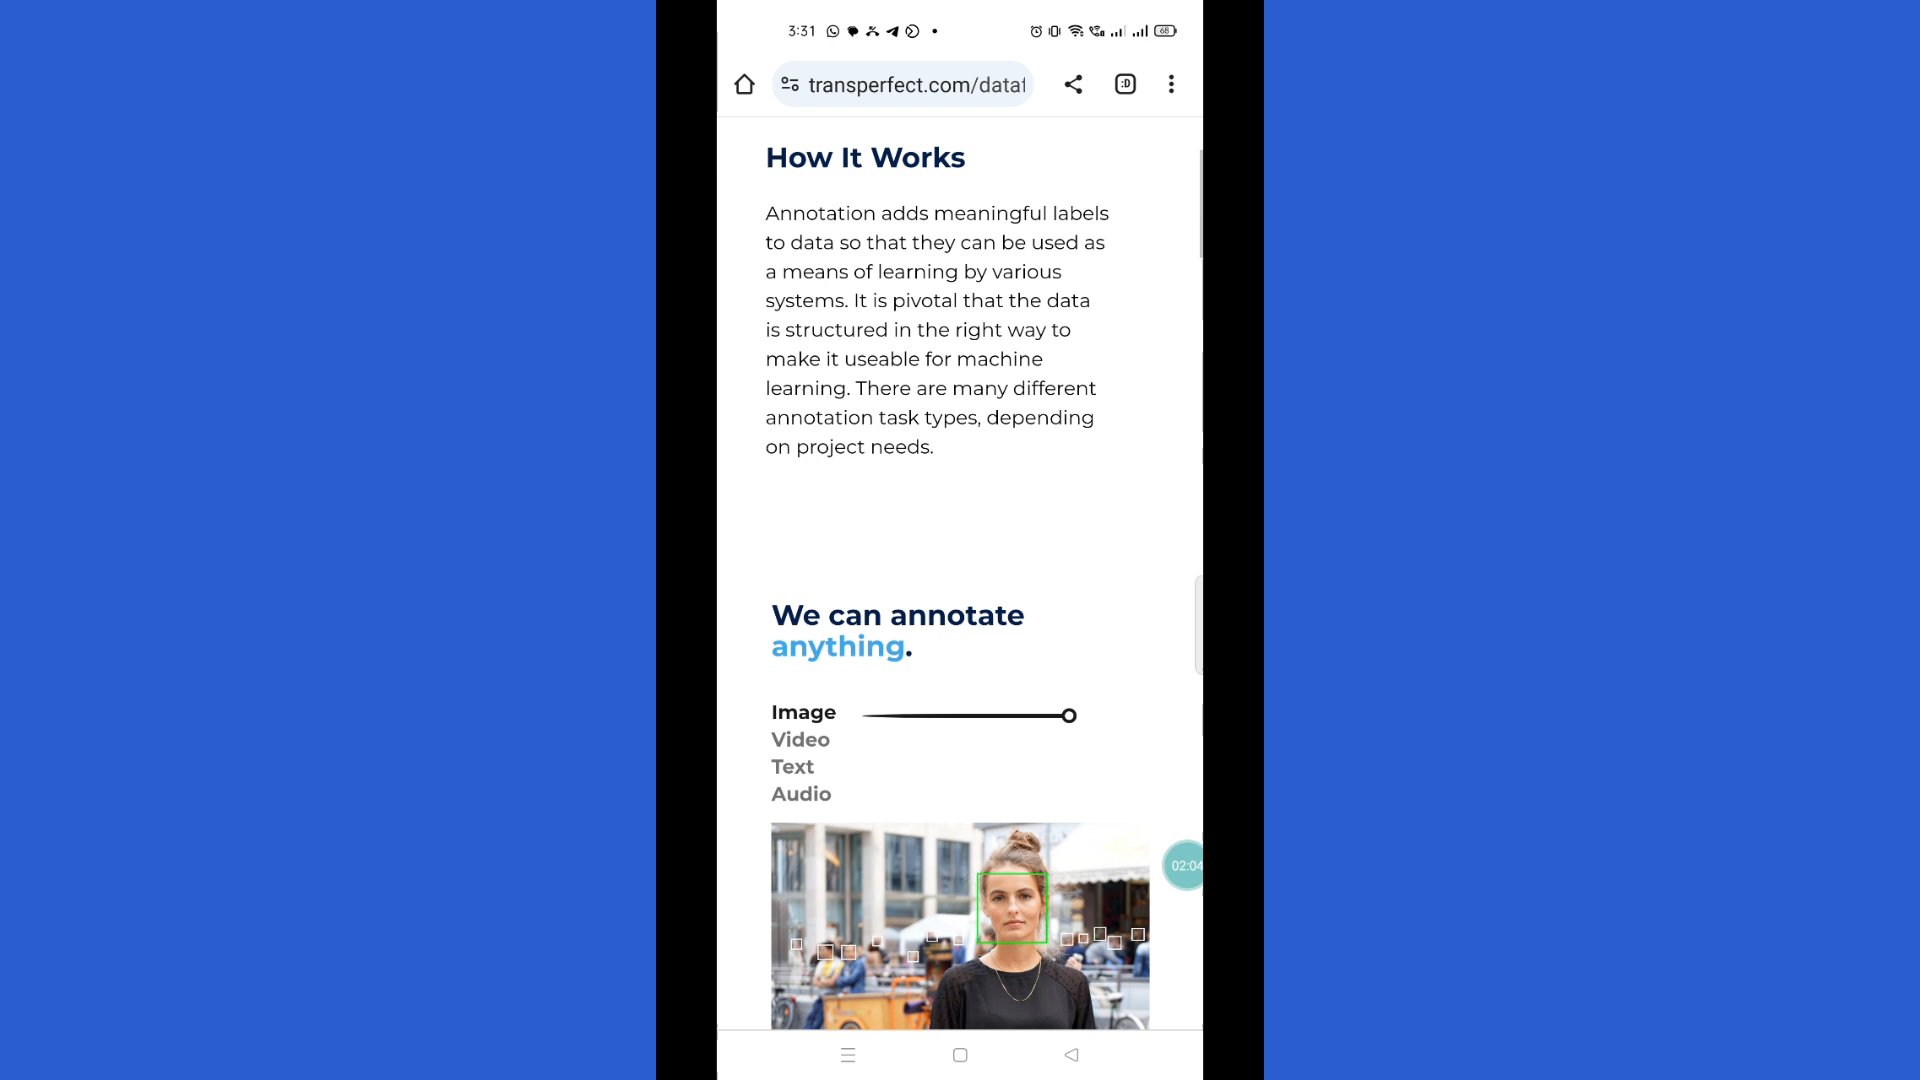 3:31
68
transperfect.com/dataf
:D
How It Works
Annotation adds meaningful labels
to data so that they can be used as
a means of learning by various
systems. It is pivotal that the data
is structured in the right way to
make it useable for machine
learning. There are many different
annotation task types, depending
on project needs.
We can annotate
anything.
Image
Video
Text
Audio
02:04